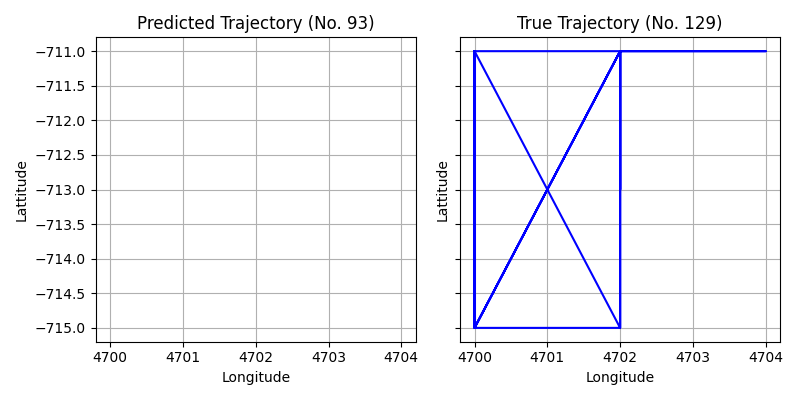 Predicted Trajectory (No. 93)
−711.0
−711.5
−712.0
−712.5
−713.0
−713.5
−714.0
−714.5
−715.0
Lattitude
4700 4701 4702 4703 4704
Longitude
True Trajectory (No. 129)
Lattitude
4700 4701 4702 4703 4704
Longitude